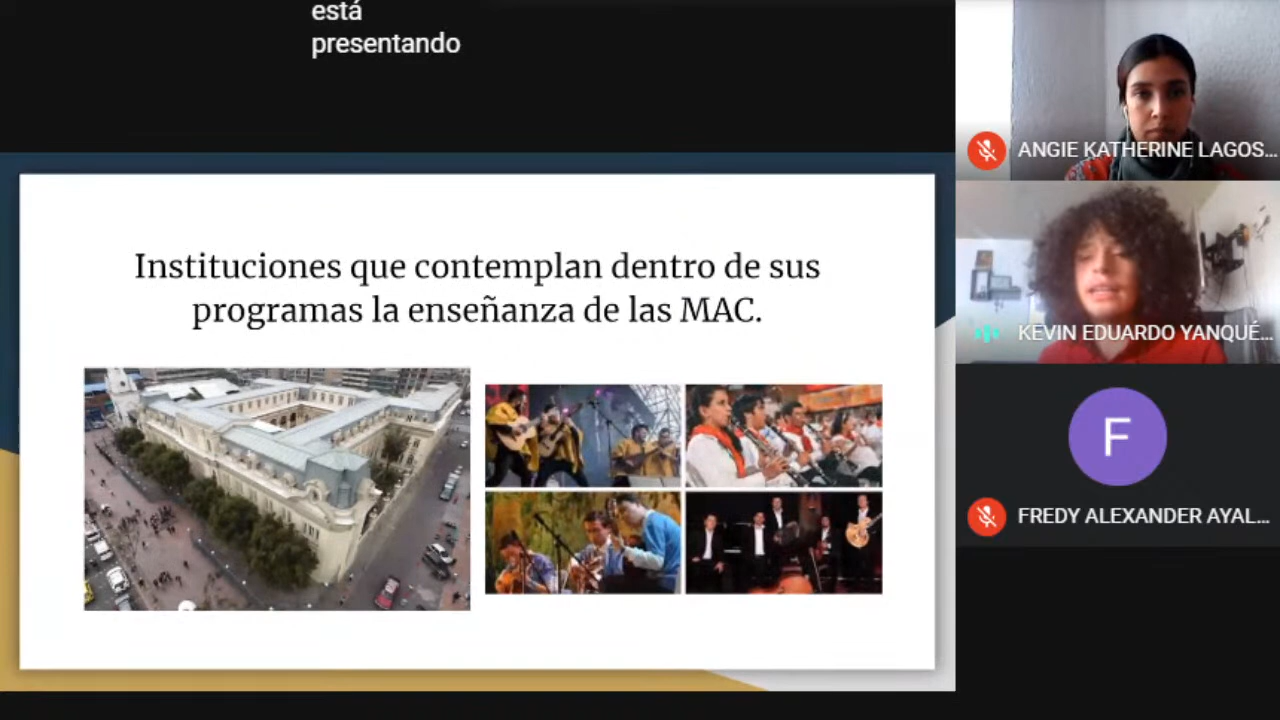 está
presentando
Instituciones que contemplan dentro de sus
programas la enseñanza de las MAC.
ANGIE KATHERINE LAGOS...
KEVIN EDUARDO YANQUÉ...
F
FREDY ALEXANDER AYAL...